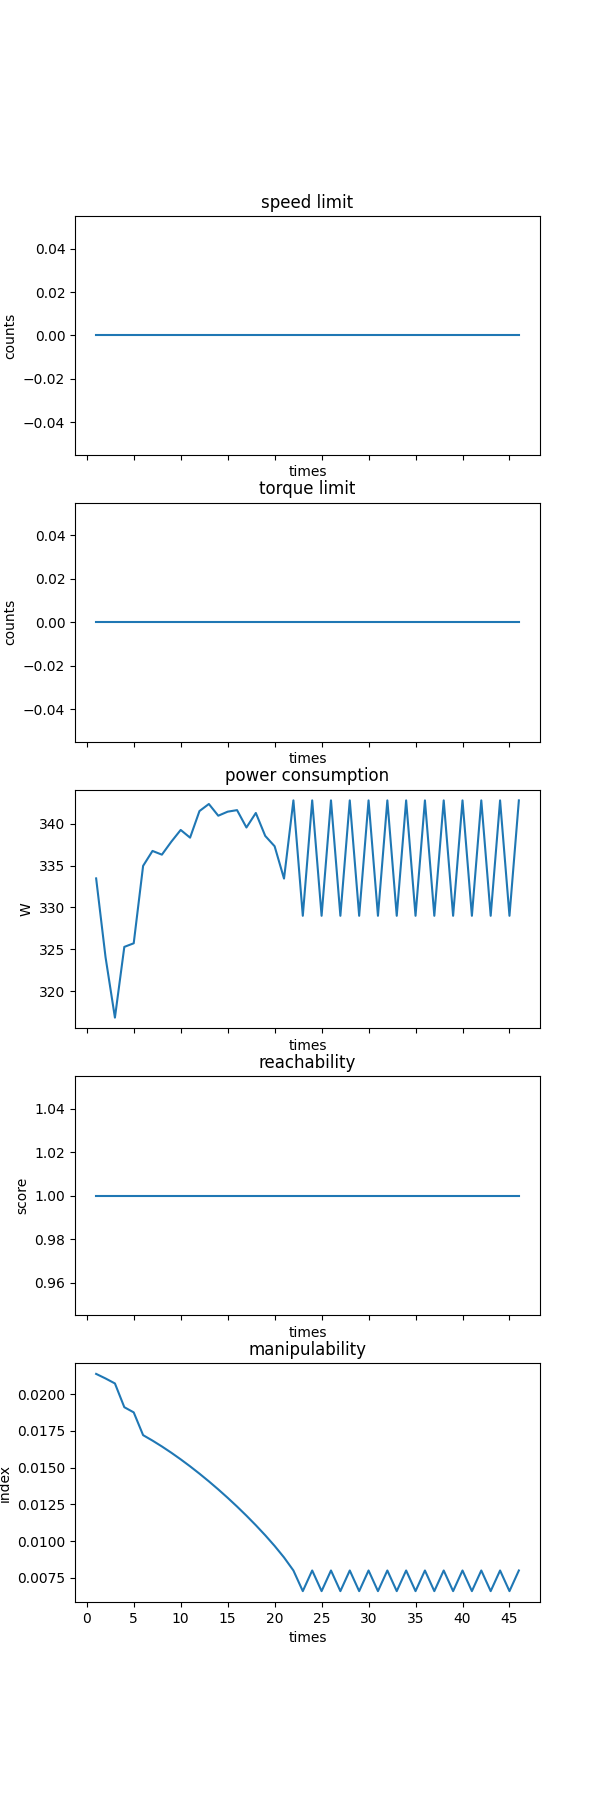 speed limit
0.04
0.02
0.00
−0.02
−0.04
counts
times
torque limit
0.04
0.02
0.00
−0.02
−0.04
counts
times
power consumption
340
335
330
325
320
W
times
reachability
1.04
1.02
1.00
0.98
0.96
score
times
manipulability
0.0200
0.0175
0.0150
0.0125
0.0100
0.0075
index
0 5 10 15 20 25 30 35 40 45
times